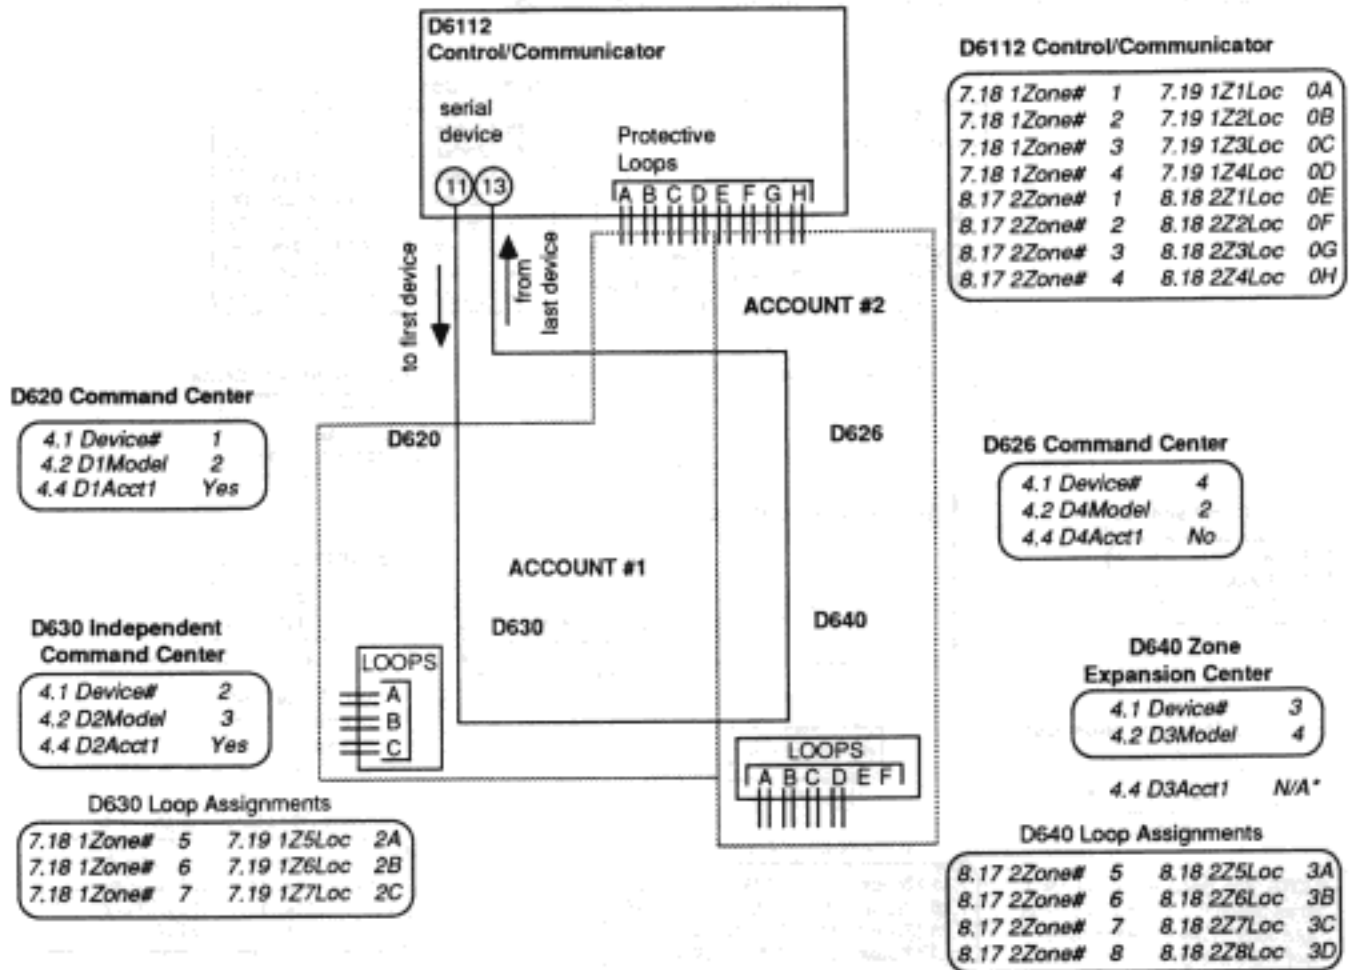 D6112
Control/Communicator
serial
device
11 13
Protective
Loops
A B C D E F G H
to first device
from
last device
D6112 Control/Communicator
7.18 1Zone# 1 7.19 1Z1Loc 0A
7.18 1Zone# 2 7.19 1Z2Loc 0B
7.18 1Zone# 3 7.19 1Z3Loc 0C
7.18 1Zone# 4 7.19 1Z4Loc 0D
8.17 2Zone# 1 8.18 2Z1Loc 0E
8.17 2Zone# 2 8.18 2Z2Loc 0F
8.17 2Zone# 3 8.18 2Z3Loc 0G
8.17 2Zone# 4 8.18 2Z4Loc 0H
ACCOUNT #2
D620 Command Center
4.1 Device# 1
4.2 D1Model 2
4.4 D1Acct1 Yes
D620
D626
D626 Command Center
4.1 Device# 4
4.2 D4Model 2
4.4 D4Acct1 No
ACCOUNT #1
D630
D640
D630 Independent
Command Center
4.1 Device# 2
4.2 D2Model 3
4.4 D2Acct1 Yes
LOOPS
A
B
C
D640 Zone
Expansion Center
4.1 Device# 3
4.2 D3Model 4
4.4 D3Acct1 N/A*
LOOPS
A B C D E F
D630 Loop Assignments
7.18 1Zone# 5 7.19 1Z5Loc 2A
7.18 1Zone# 6 7.19 1Z6Loc 2B
7.18 1Zone# 7 7.19 1Z7Loc 2C
D640 Loop Assignments
8.17 2Zone# 5 8.18 2Z5Loc 3A
8.17 2Zone# 6 8.18 2Z6Loc 3B
8.17 2Zone# 7 8.18 2Z7Loc 3C
8.17 2Zone# 8 8.18 2Z8Loc 3D